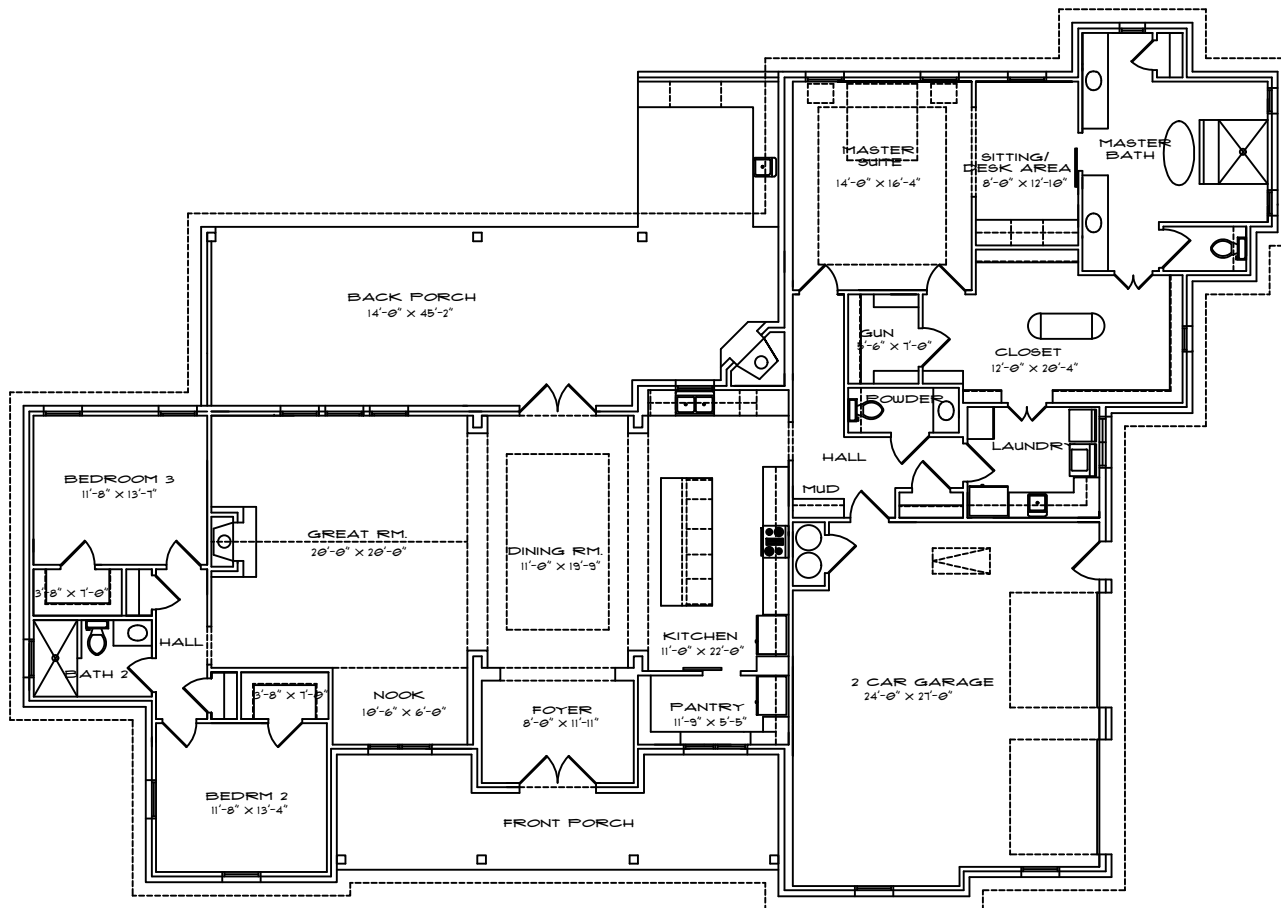 MASTER
SUITE
14'-0" X 16'-4"
SITTING/
DESK AREA
8'-0" X 12'-10"
MASTER
BATH
BACK PORCH
14'-0" X 45'-2"
GUN
5'-6" X 7'-0"
CLOSET
12'-0" X 20'-4"
POWDER
LAUNDRY
HALL
MUD
BEDROOM 3
11'-8" X 13'-7"
GREAT RM.
20'-0" X 20'-0"
DINING RM.
11'-0" X 19'-9"
3'-8" X 7'-0"
HALL
BATH 2
KITCHEN
11'-0" X 22'-0"
3'-8" X 7'-0"
NOOK
10'-6" X 6'-0"
FOYER
8'-0" X 11'-11"
PANTRY
11'-9" X 5'-5"
2 CAR GARAGE
24'-0" X 27'-0"
BEDRM 2
11'-8" X 13'-4"
FRONT PORCH